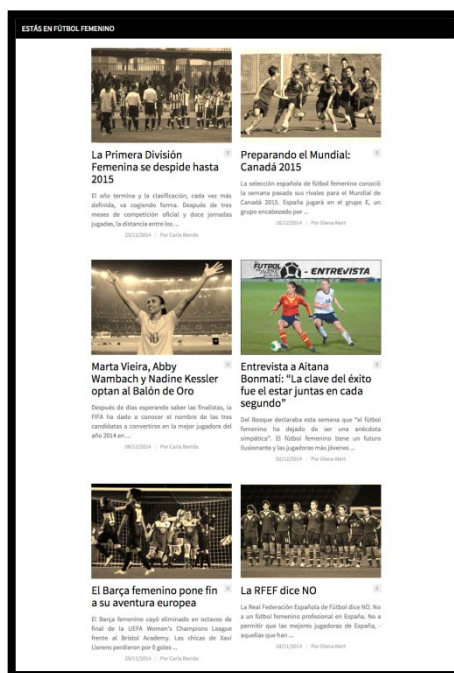 ESTÁS EN FÚTBOL FEMENINO
La Primera División
Femenina se despide hasta
2015
0
El año termina y la clasificación, cada vez más
definida, va cogiendo forma. Después de tres
meses de competición oficial y doce jornadas
jugadas, la distancia entre los ...
23/12/2014 / Por Carla Borrás
Preparando el Mundial:
Canadá 2015
0
La selección española de fútbol femenino conoció
la semana pasada sus rivales para el Mundial de
Canadá 2015. España jugará en el grupo E, un
grupo encabezado por ...
16/12/2014 / Por Elena Alert
10
Marta Vieira, Abby
Wambach y Nadine Kessler
optan al Balón de Oro
0
Después de días esperando saber las finalistas, la
FIFA ha dado a conocer el nombre de las tres
candidatas a convertirse en la mejor jugadora del
año 2014 en ...
/ Por Carla Borrás
FUTBOL
- ENTREVISTA
Entrevista a Aitana
Bonmatí: “La clave del éxito
fue el estar juntas en cada
segundo”
0
Del Bosque declaraba esta semana que “el fútbol
femenino ha dejado de ser una anécdota
simpática”. El fútbol femenino tiene un futuro
ilusionante y las jugadoras más jóvenes ...
02/12/2014 / Por Elena Alert
El Barça femenino pone fin
a su aventura europea
0
El Barça femenino cayó eliminado en octavos de
final de la UEFA Women's Champions League
frente al Bristol Academy. Las chicas de Xavi
Llorens perdieron por 0 goles ...
/ Por Carla Borrás
La RFEF dice NO
0
La Real Federación Española de Fútbol dice NO. No
a un fútbol femenino profesional en España. No a
permitir que las mejores jugadoras de España, -
aquellas que han ...
18/11/2014 / Por Elena Alert